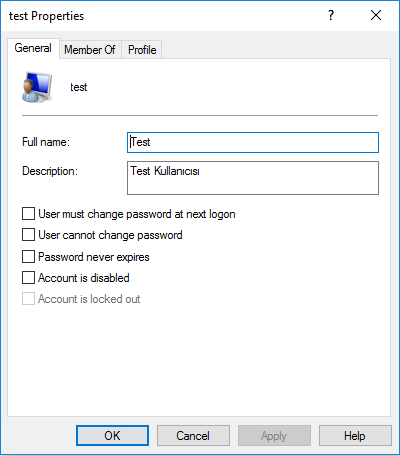 test Properties
?
General Member Of Profile
test
Full name: Test
Description: Test Kullanıcısı
User must change password at next logon
User cannot change password
Password never expires
Account is disabled
Account is locked out
OK Cancel Apply Help